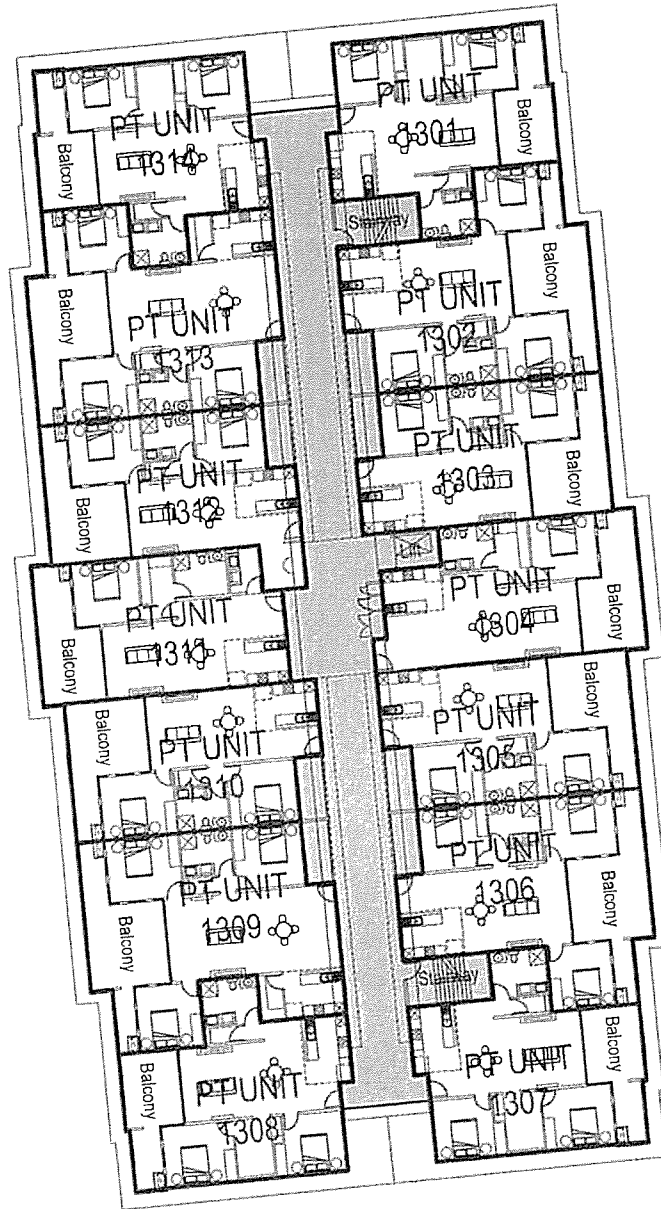 PT UNIT
1314
Balcony
PT UNIT
1301
Balcony
Stairway
PT UNIT
1313
Balcony
PT UNIT
1302
Balcony
PT UNIT
1312
Balcony
PT UNIT
1303
Balcony
Lift
PT UNIT
1311
Balcony
PT UNIT
1304
Balcony
PT UNIT
1310
Balcony
PT UNIT
1305
Balcony
PT UNIT
1309
Balcony
PT UNIT
1306
Balcony
Stairway
PT UNIT
1308
Balcony
PT UNIT
1307
Balcony